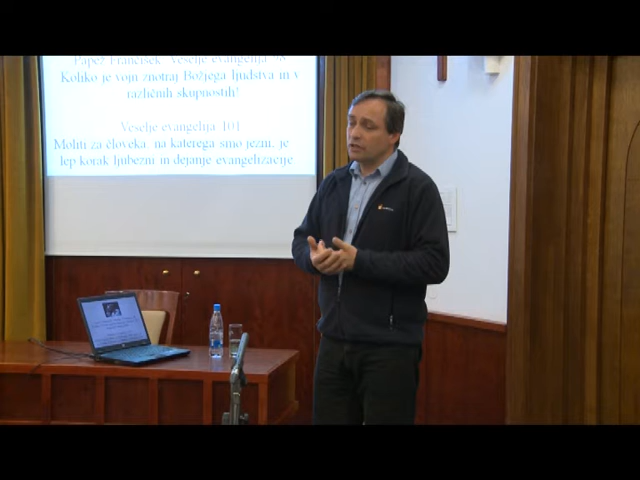 Papež Frančišek, Veselje evangelija 98
Koliko je vojn znotraj Božjega ljudstva in v
različnih skupnostih?
Veselje evangelija 101
Moliti za človeka, na katerega smo jezni, je
lep korak ljubezni in dejanje evangelizacije.